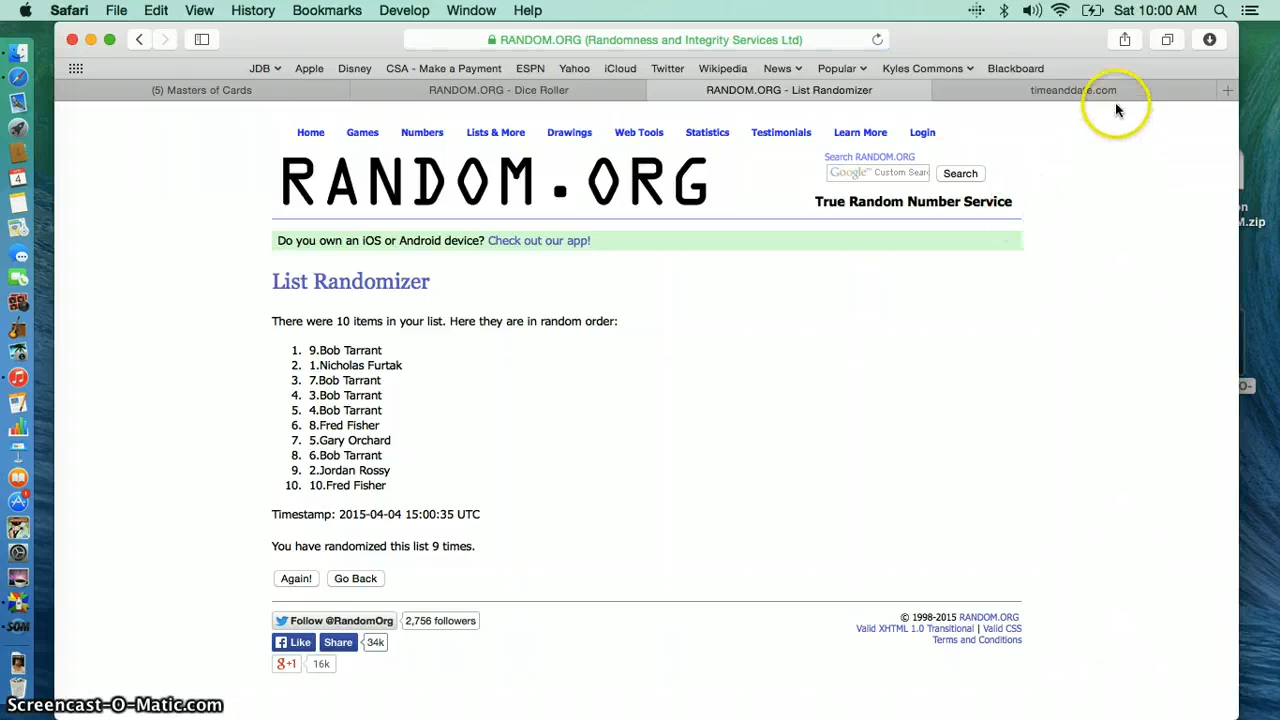 Safari File Edit View History Bookmarks Develop Window Help Sat 10:00 AM
RANDOM.ORG (Randomness and Integrity Services Ltd)
JDB Apple Disney CSA - Make a Payment ESPN Yahoo iCloud Twitter Wikipedia News Popular Kyles Commons Blackboard
(5) Masters of Cards RANDOM.ORG - Dice Roller RANDOM.ORG - List Randomizer timeanddate.com
Home Games Numbers Lists & More Drawings Web Tools Statistics Testimonials Learn More Login
RANDOM.ORG
Search RANDOM.ORG
Google™ Custom Sear Search
True Random Number Service
Do you own an iOS or Android device? Check out our app!
List Randomizer
There were 10 items in your list. Here they are in random order:
1. 9.Bob Tarrant
2. 1.Nicholas Furtak
3. 7.Bob Tarrant
4. 3.Bob Tarrant
5. 4.Bob Tarrant
6. 8.Fred Fisher
7. 5.Gary Orchard
8. 6.Bob Tarrant
9. 2.Jordan Rossy
10. 10.Fred Fisher
Timestamp: 2015-04-04 15:00:35 UTC
You have randomized this list 9 times.
Again! Go Back
Follow @RandomOrg 2,756 followers
Like Share 34k
g+1 16k
© 1998-2015 RANDOM.ORG
Valid XHTML 1.0 Transitional | Valid CSS
Terms and Conditions
4
on
M.zip
O-
SOM
Screencast-O-Matic.com